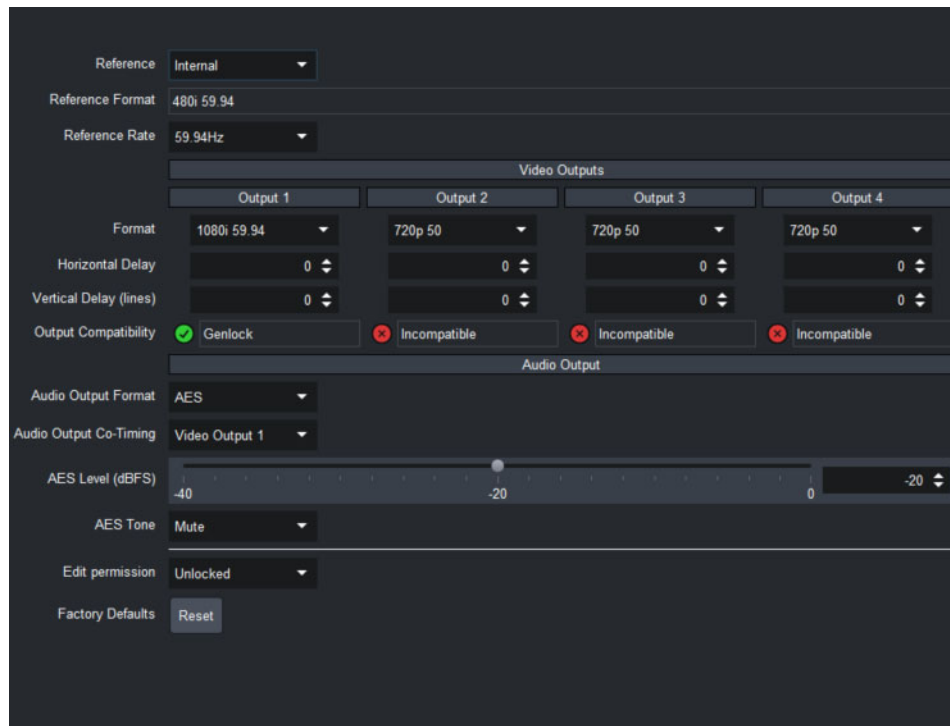 Reference Internal
Reference Format 480i 59.94
Reference Rate 59.94Hz
Video Outputs
Output 1 Output 2 Output 3 Output 4
Format 1080i 59.94 720p 50 720p 50 720p 50
Horizontal Delay 0 0 0 0
Vertical Delay (lines) 0 0 0 0
Output Compatibility Genlock Incompatible Incompatible Incompatible
Audio Output
Audio Output Format AES
Audio Output Co-Timing Video Output 1
AES Level (dBFS) -20
-40 -20 0
AES Tone Mute
Edit permission Unlocked
Factory Defaults Reset